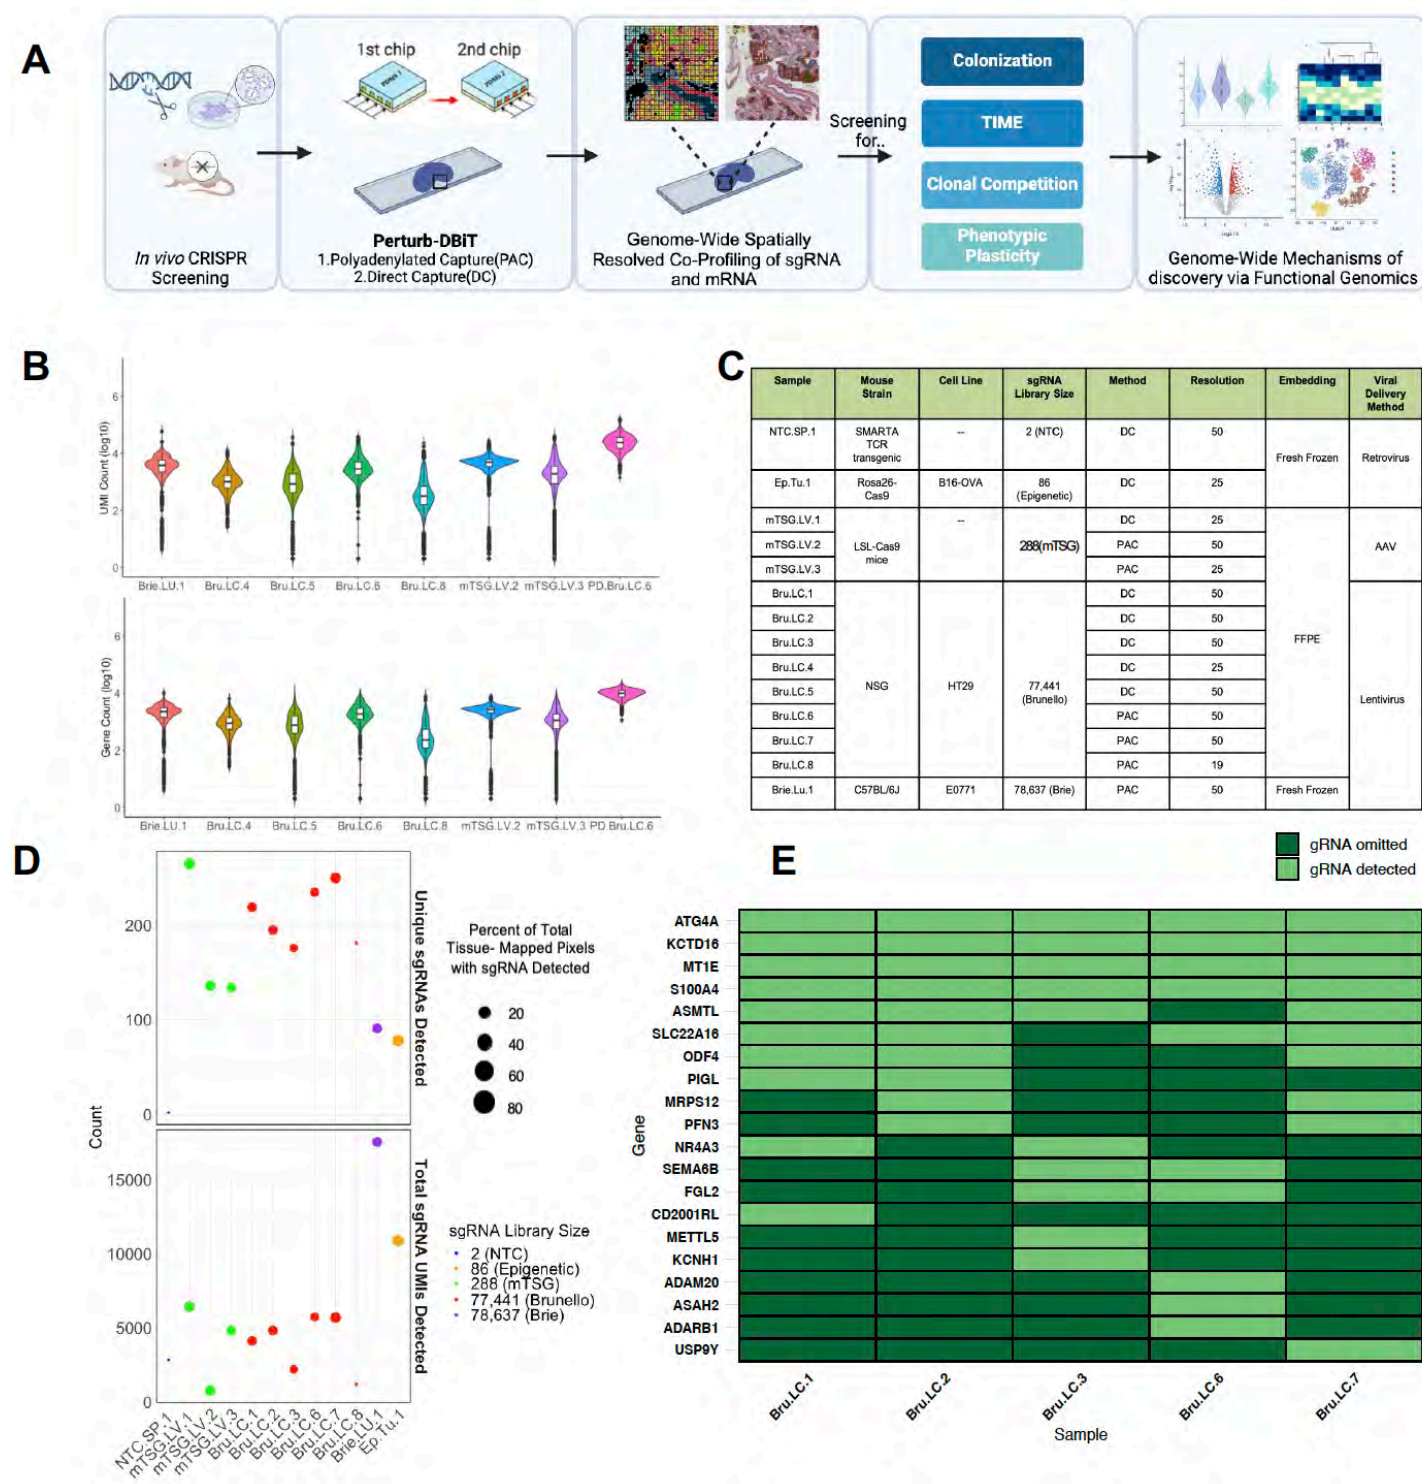 A
1st chip
2nd chip
In vivo CRISPR
Screening
Perturb-DBiT
1.Polyadenylated Capture(PAC)
2.Direct Capture(DC)
Genome-Wide Spatially
Resolved Co-Profiling of sgRNA
and mRNA
Screening
for..
Colonization
TIME
Clonal Competition
Phenotypic
Plasticity
Genome-Wide Mechanisms of
discovery via Functional Genomics
B
UMI Count (log10)
6
4
2
0
Brie.LU.1 Bru.LC.4 Bru.LC.5 Bru.LC.6 Bru.LC.8 mTSG.LV.2 mTSG.LV.3 PD.Bru.LC.6
Gene Count (log10)
6
4
2
0
Brie.LU.1 Bru.LC.4 Bru.LC.5 Bru.LC.6 Bru.LC.8 mTSG.LV.2 mTSG.LV.3 PD.Bru.LC.6
C
Sample Mouse Strain Cell Line sgRNA Library Size Method Resolution Embedding Viral Delivery Method
NTC.SP.1 SMARTA TCR transgenic -- 2 (NTC) DC 50 Fresh Frozen Retrovirus
Ep.Tu.1 Rosa26-Cas9 B16-OVA 86 (Epigenetic) DC 25
mTSG.LV.1 -- DC 25
mTSG.LV.2 LSL-Cas9 mice 288(mTSG) PAC 50 AAV
mTSG.LV.3 PAC 25
Bru.LC.1 DC 50
Bru.LC.2 DC 50
Bru.LC.3 DC 50 FFPE
Bru.LC.4 DC 25
Bru.LC.5 NSG HT29 77,441 (Brunello) DC 50 Lentivirus
Bru.LC.6 PAC 50
Bru.LC.7 PAC 50
Bru.LC.8 PAC 19
Brie.Lu.1 C57BL/6J E0771 78,637 (Brie) PAC 50 Fresh Frozen
D
Count
200
100
0
Unique sgRNAs Detected
15000
10000
5000
0
Total sgRNA UMIs Detected
NTC.SP.1
mTSG.LV.1
mTSG.LV.2
mTSG.LV.3
Bru.LC.1
Bru.LC.2
Bru.LC.3
Bru.LC.6
Bru.LC.7
Bru.LC.8
Brie.LU.1
Ep.Tu.1
Percent of Total
Tissue- Mapped Pixels
with sgRNA Detected
20
40
60
80
sgRNA Library Size
2 (NTC)
86 (Epigenetic)
288 (mTSG)
77,441 (Brunello)
78,637 (Brie)
E
gRNA omitted
gRNA detected
Gene
ATG4A
KCTD16
MT1E
S100A4
ASMTL
SLC22A16
ODF4
PIGL
MRPS12
PFN3
NR4A3
SEMA6B
FGL2
CD2001RL
METTL5
KCNH1
ADAM20
ASAH2
ADARB1
USP9Y
Bru.LC.1
Bru.LC.2
Bru.LC.3
Bru.LC.6
Bru.LC.7
Sample